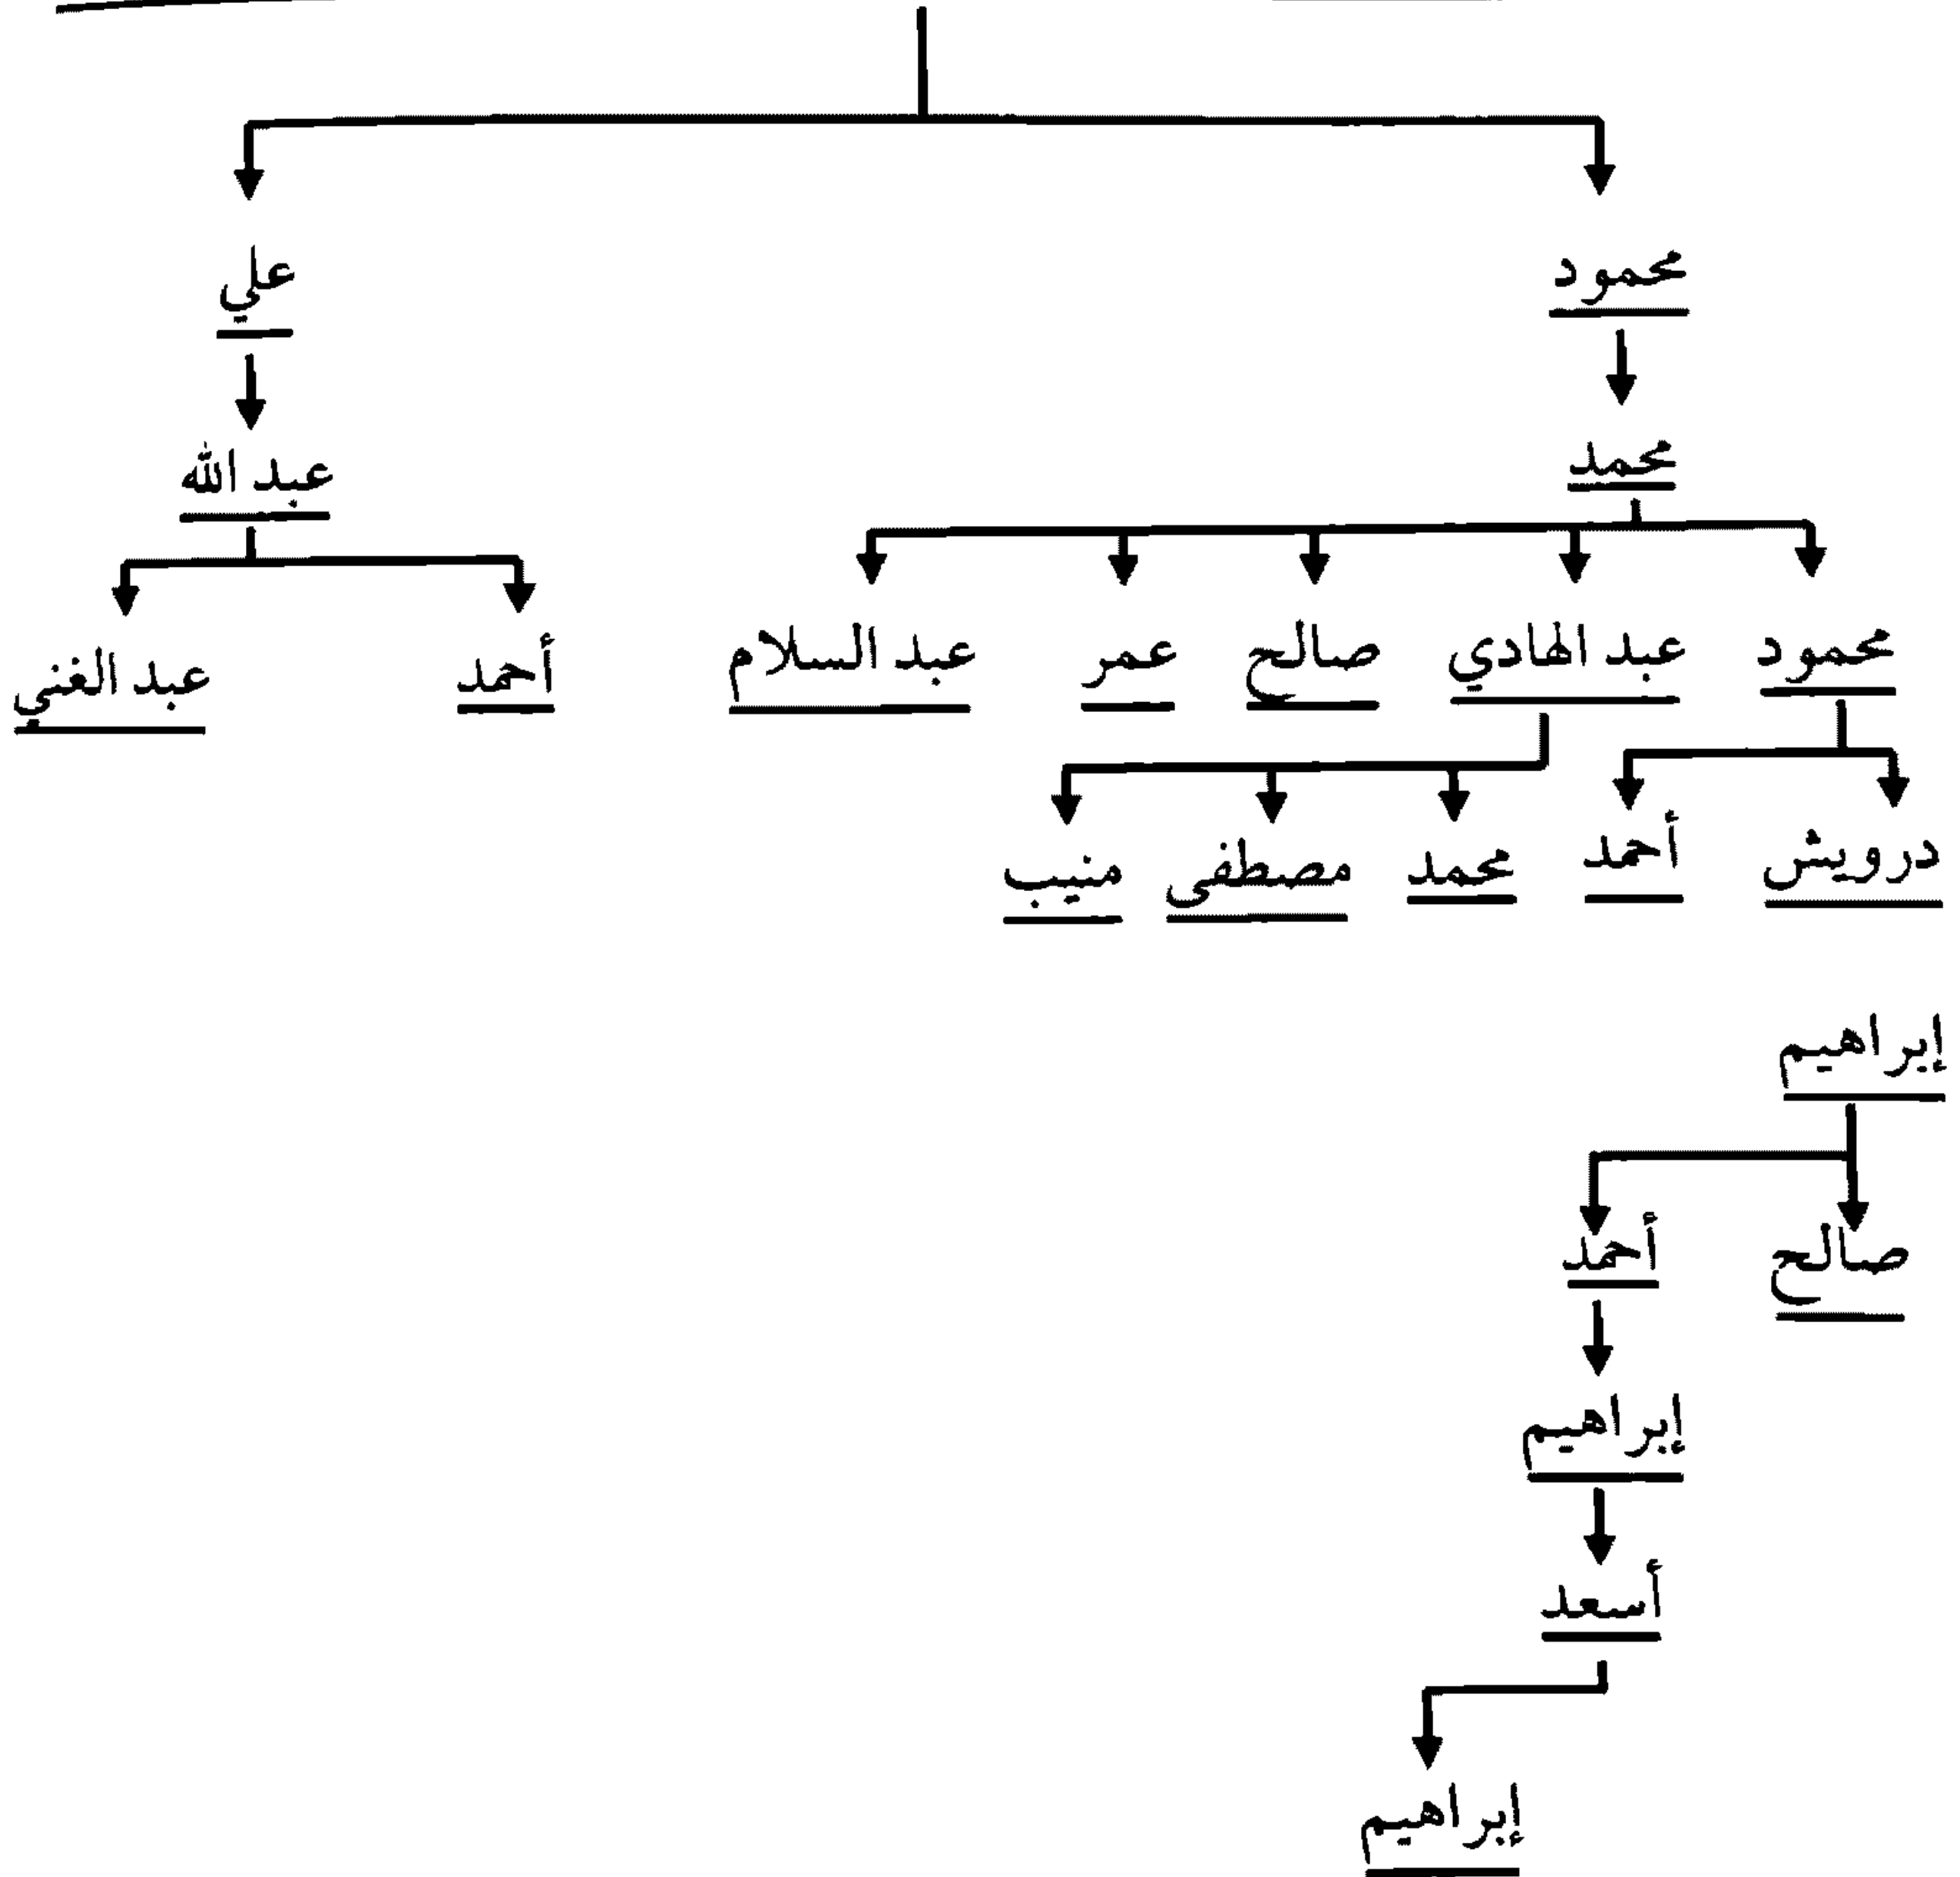 محمود علي
محمد عبد الله
محمود عبد الهادي صالح عمر عبد السلام أحمد عبد الغني
درويش أحمد محمد مصطفى منيب
إبراهيم
صالح أحمد
إبراهيم
أسعد
إبراهيم